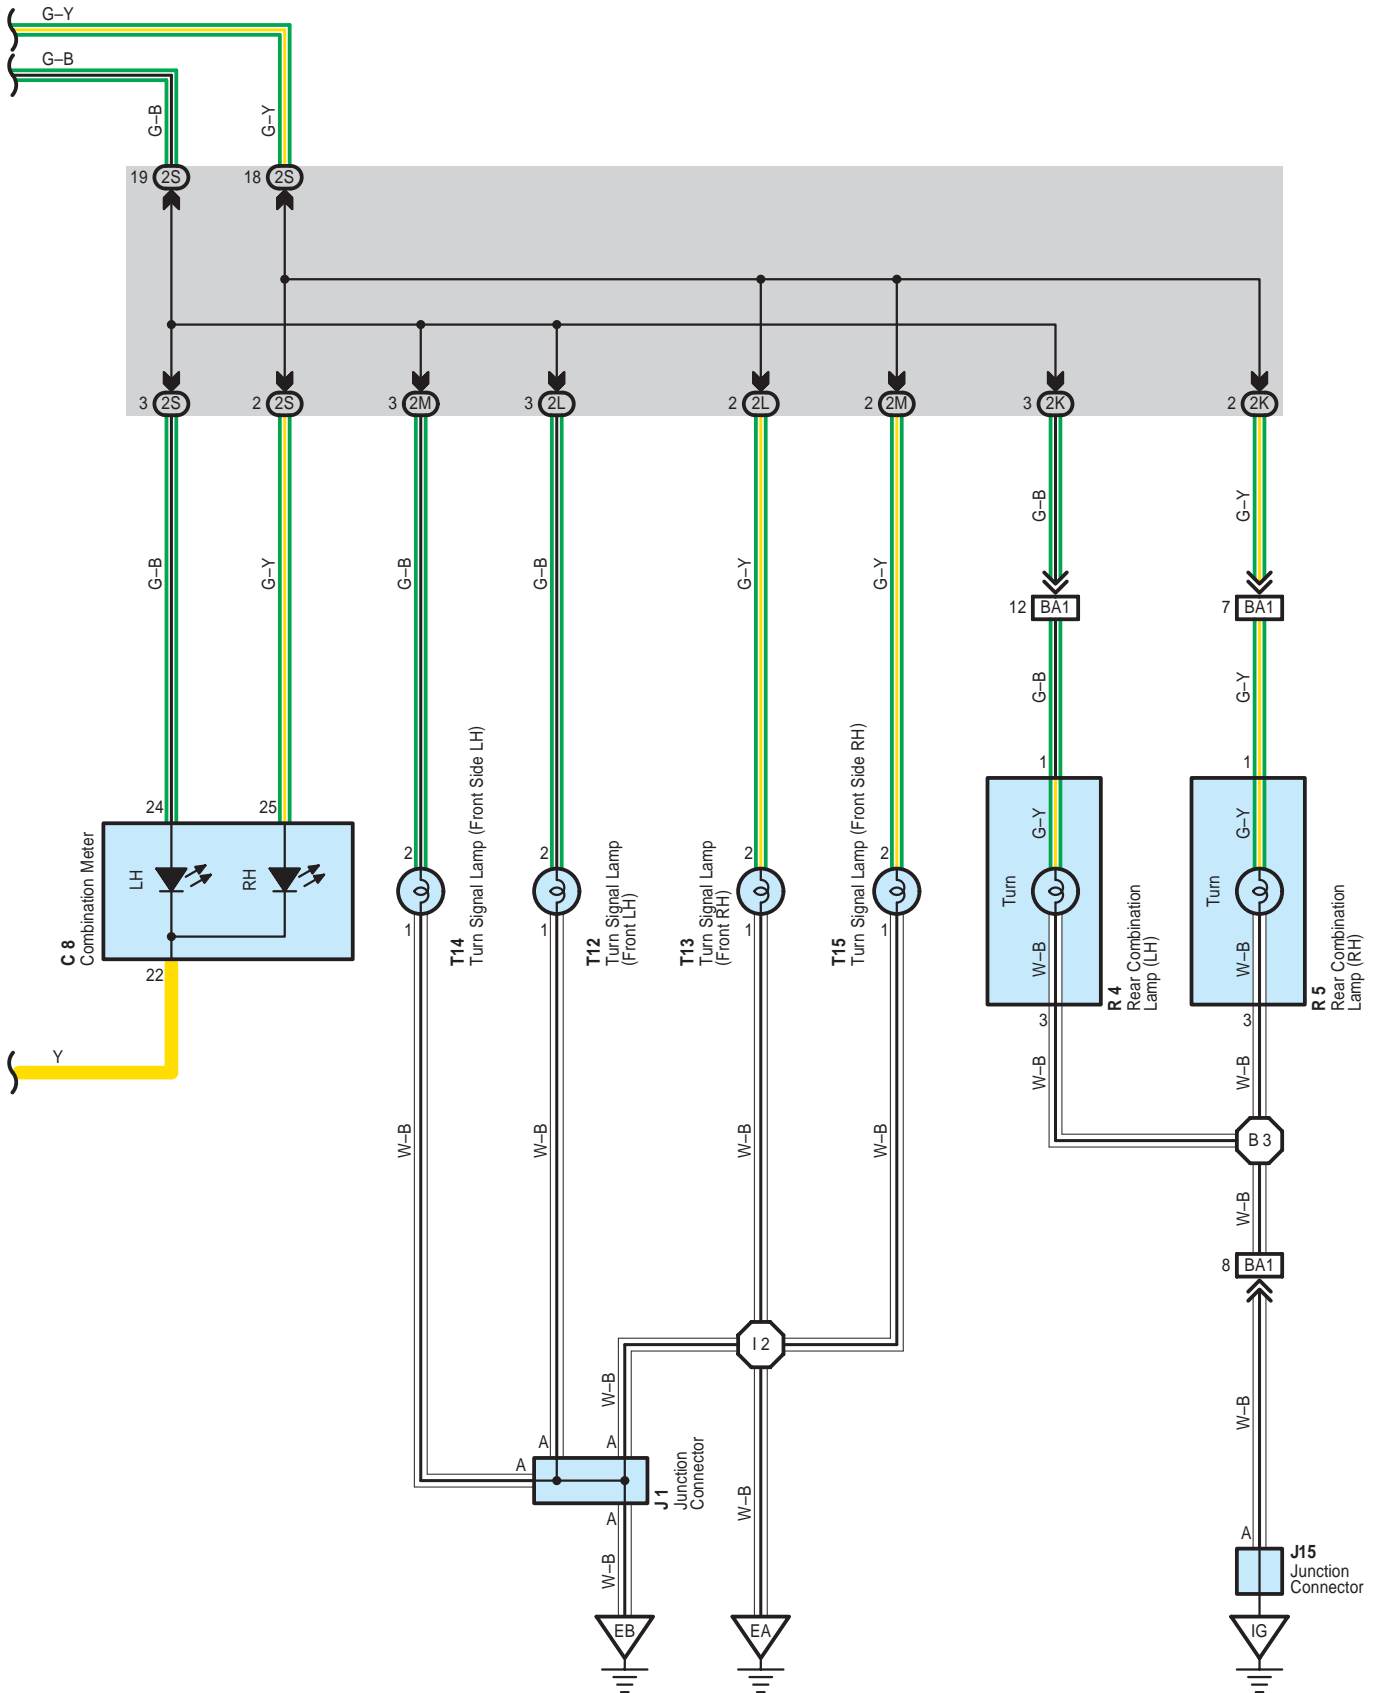 G–Y
G–B
G–B
G–Y
19 2S
18 2S
3 2S
2 2S
3 2M
3 2L
2 2L
2 2M
3 2K
2 2K
G–B
G–Y
G–B
G–B
G–Y
G–Y
G–B
G–Y
12 BA1
7 BA1
G–B
G–Y
1
1
24
25
LH
RH
C 8
Combination Meter
22
Y
2
1
T14
Turn Signal Lamp (Front Side LH)
2
1
T12
Turn Signal Lamp
(Front LH)
2
1
T13
Turn Signal Lamp
(Front RH)
2
1
T15
Turn Signal Lamp (Front Side RH)
G–Y
Turn
W–B
3
R 4
Rear Combination
Lamp (LH)
G–Y
Turn
W–B
3
R 5
Rear Combination
Lamp (RH)
W–B
W–B
W–B
W–B
W–B
W–B
B 3
W–B
8 BA1
I 2
W–B
W–B
A
A
A
J 1
Junction
Connector
A
W–B
W–B
A
J15
Junction
Connector
EB
EA
IG